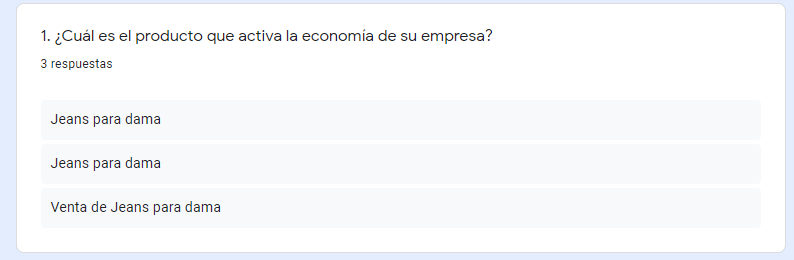 1. ¿Cuál es el producto que activa la economía de su empresa?
3 respuestas
Jeans para dama
Jeans para dama
Venta de Jeans para dama